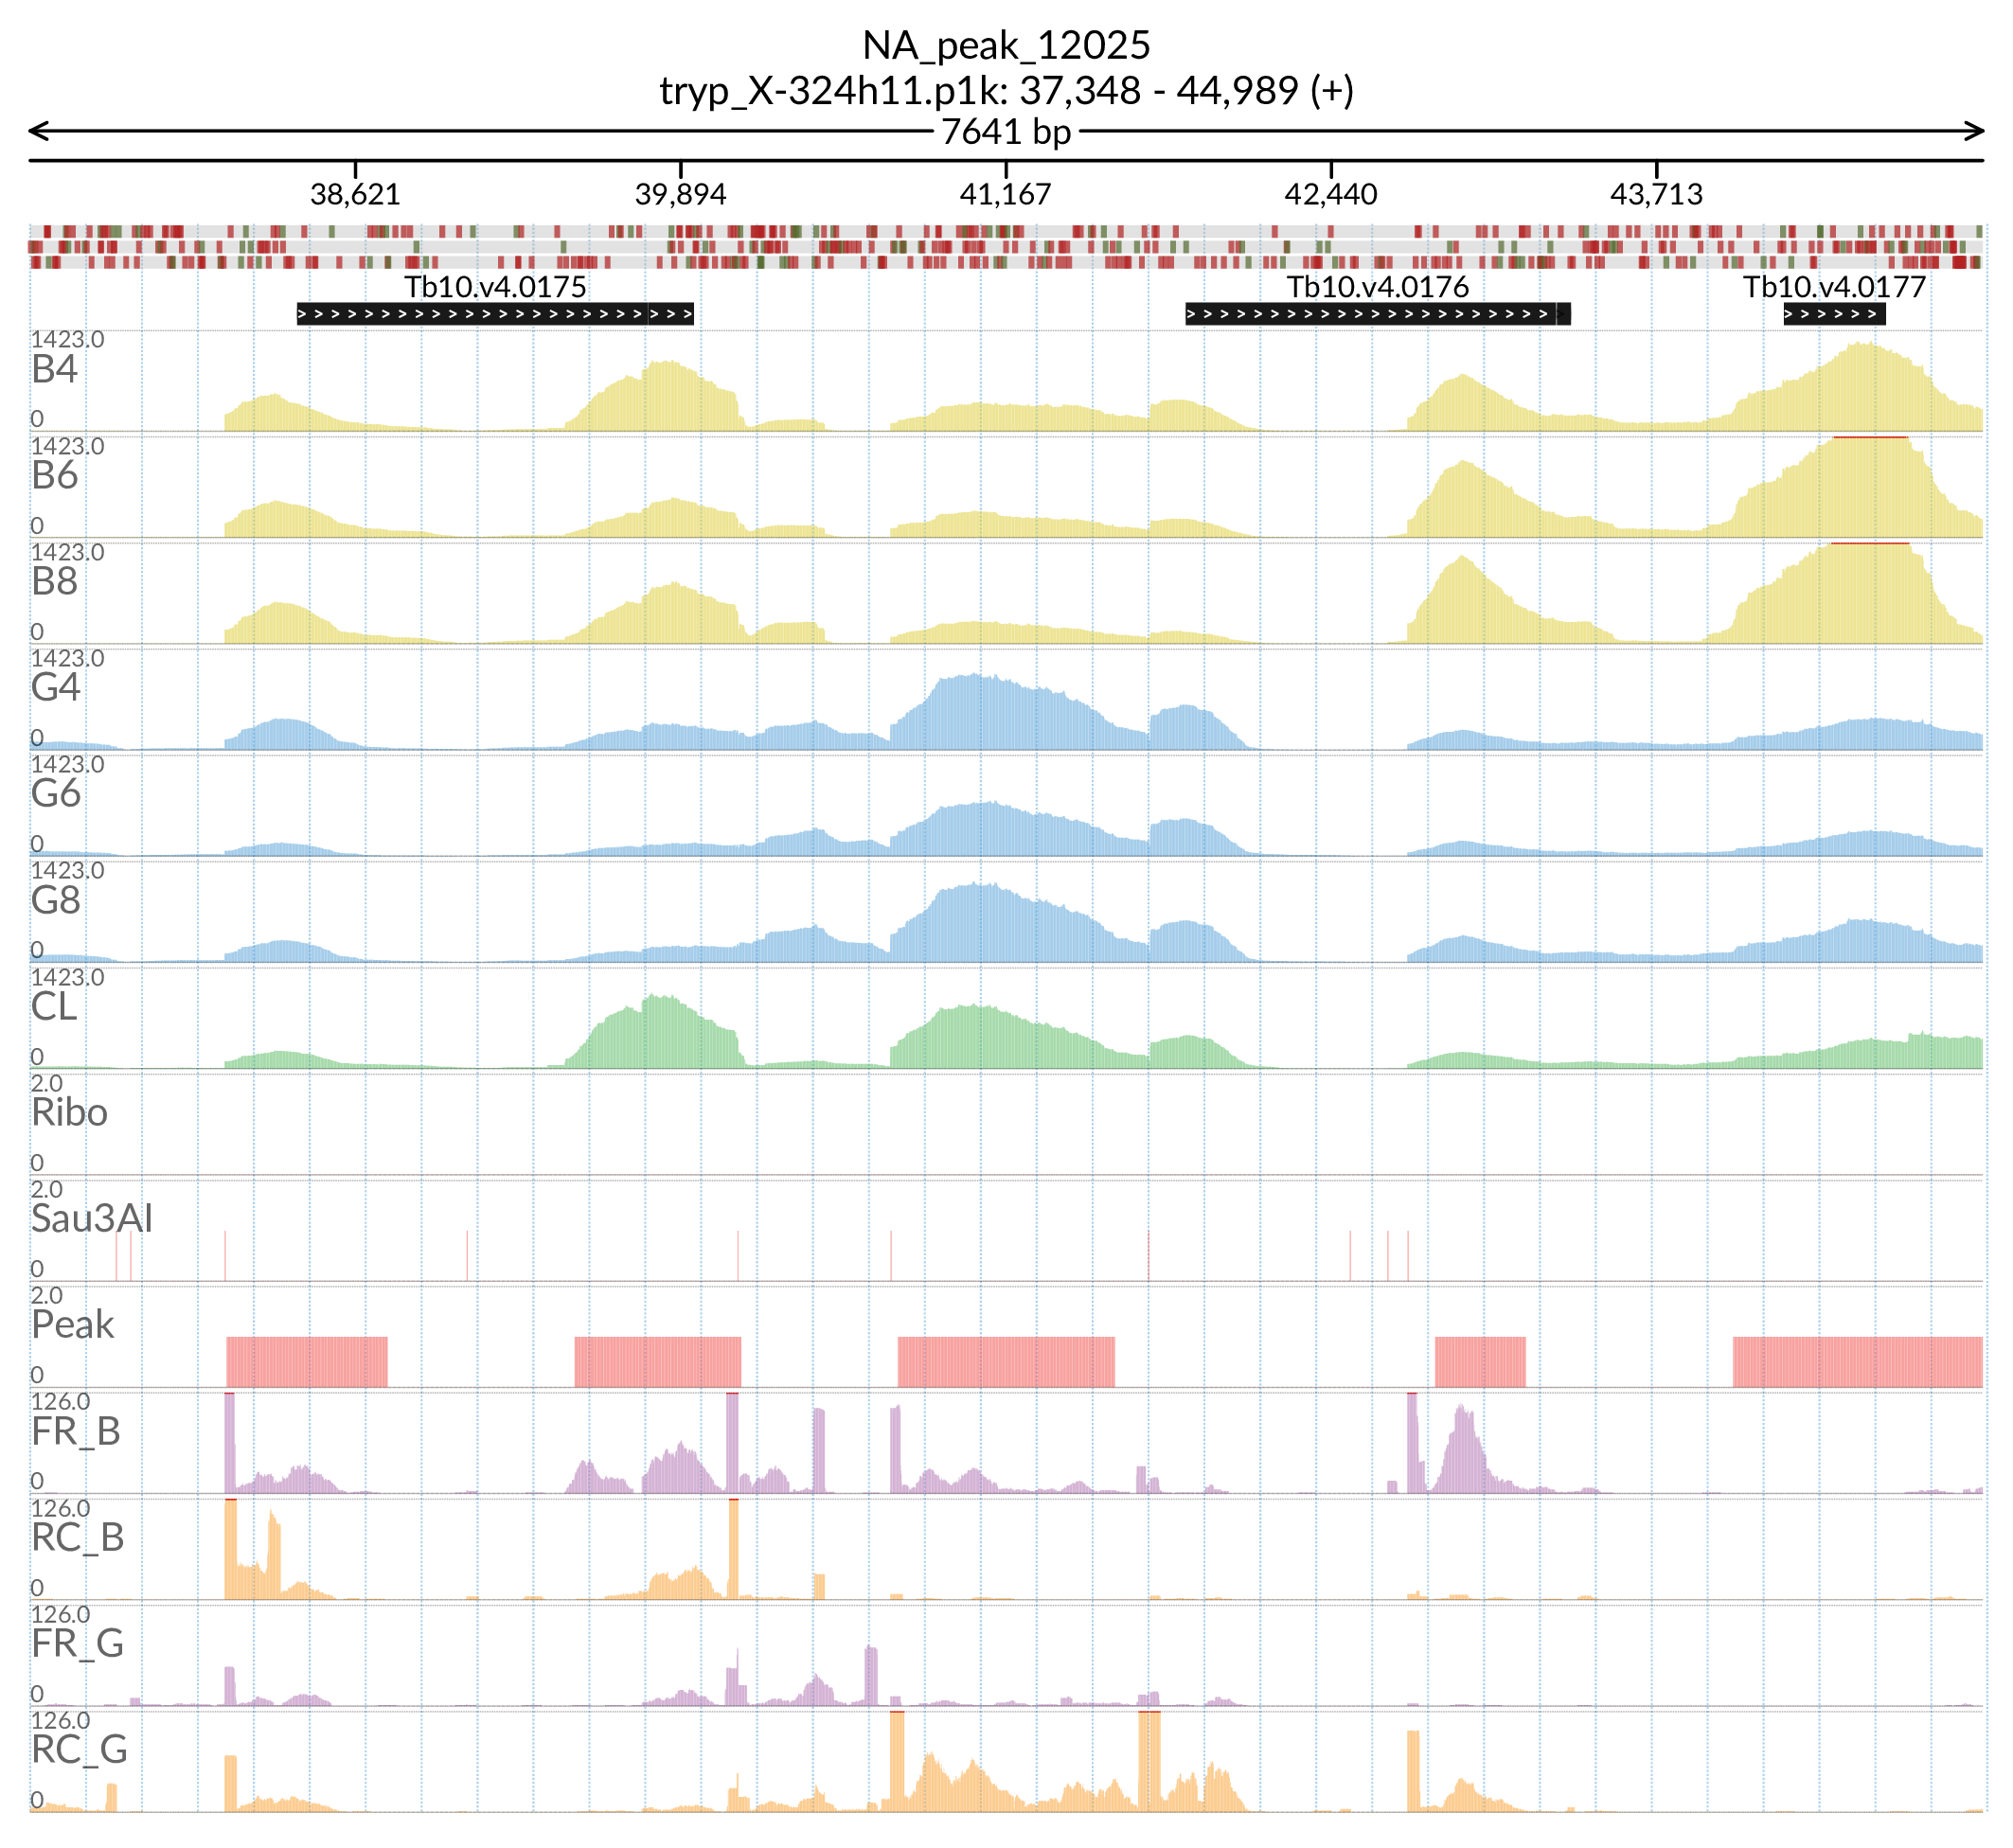 NA_peak_12025
tryp_X-324h11.p1k: 37,348 - 44,989 (+)
7641 bp
38,621 39,894 41,167 42,440 43,713
Tb10.v4.0175 Tb10.v4.0176 Tb10.v4.0177
1423.0
B4
0
1423.0
B6
0
1423.0
B8
0
1423.0
G4
0
1423.0
G6
0
1423.0
G8
0
1423.0
CL
0
2.0
Ribo
0
2.0
Sau3AI
0
2.0
Peak
0
126.0
FR_B
0
126.0
RC_B
0
126.0
FR_G
0
126.0
RC_G
0